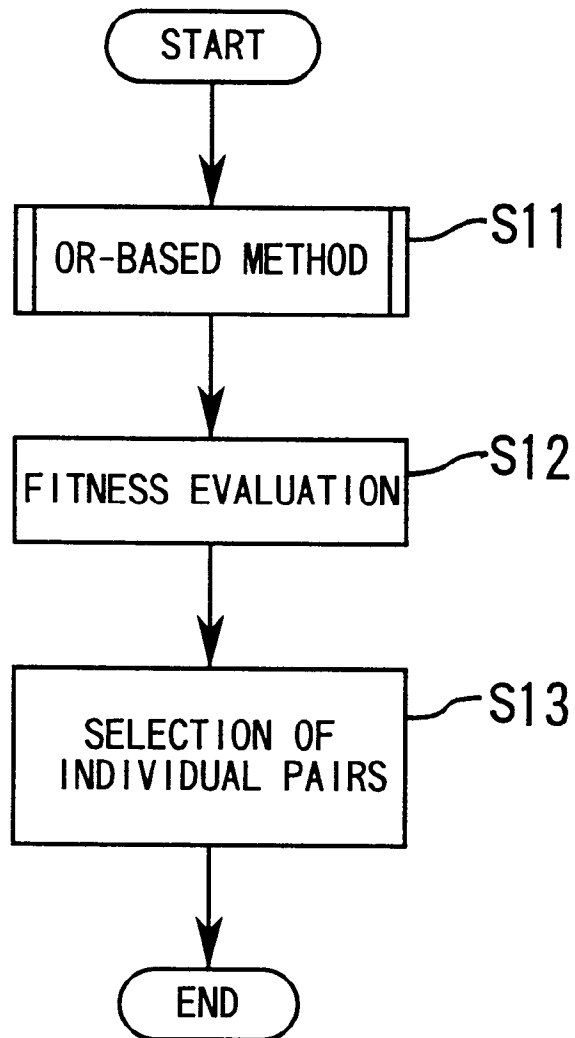 START
OR-BASED METHOD
S11
FITNESS EVALUATION
S12
SELECTION OF
INDIVIDUAL PAIRS
S13
END